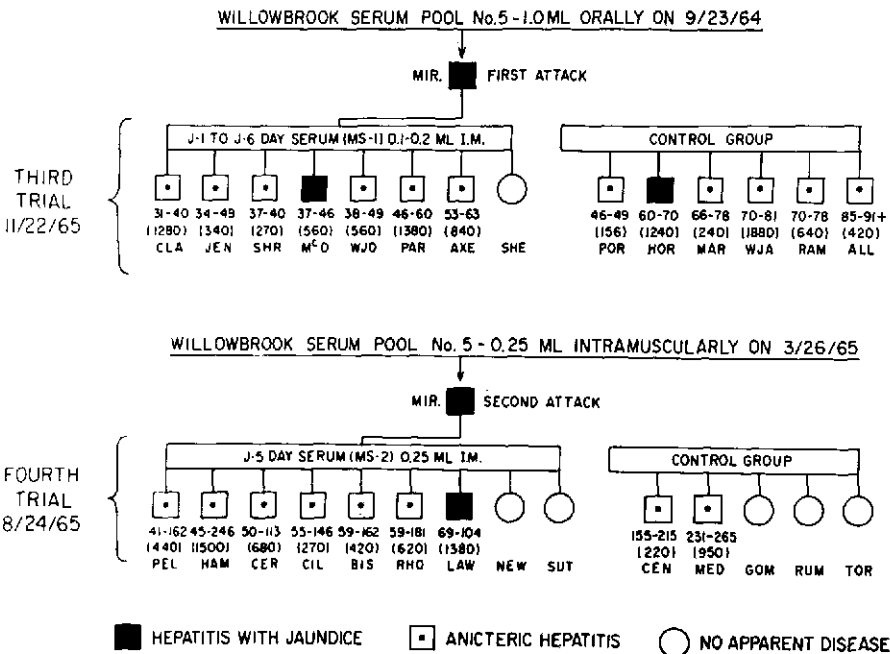 WILLOWBROOK SERUM POOL No.5-1.0ML ORALLY ON 9/23/64
MIR. FIRST ATTACK
J-1 TO J-6 DAY SERUM (MS-1) 0.1-0.2 ML I.M.
CONTROL GROUP
THIRD
TRIAL
11/22/65
31-40 34-49 37-40 37-46 38-49 46-60 53-63
(1280) (340) (270) (560) (560) (1380) (840)
CLA JEN SHR McD WJO PAR AXE SHE
46-49 60-70 66-78 70-81 70-78 85-91+
(156) (1240) (240) (1880) (640) (420)
POR HOR MAR WJA RAM ALL
WILLOWBROOK SERUM POOL No. 5 - 0.25 ML INTRAMUSCULARLY ON 3/26/65
MIR. SECOND ATTACK
J-5 DAY SERUM (MS-2) 0.25 ML I.M.
CONTROL GROUP
FOURTH
TRIAL
8/24/65
41-162 45-246 50-113 55-146 59-162 59-181 69-104
(440) (1500) (680) (270) (420) (620) (1380)
PEL HAM CER CIL BIS RHO LAW NEW SUT
155-215 231-265
(220) (950)
CEN MED GOM RUM TOR
HEPATITIS WITH JAUNDICE ANICTERIC HEPATITIS NO APPARENT DISEASE